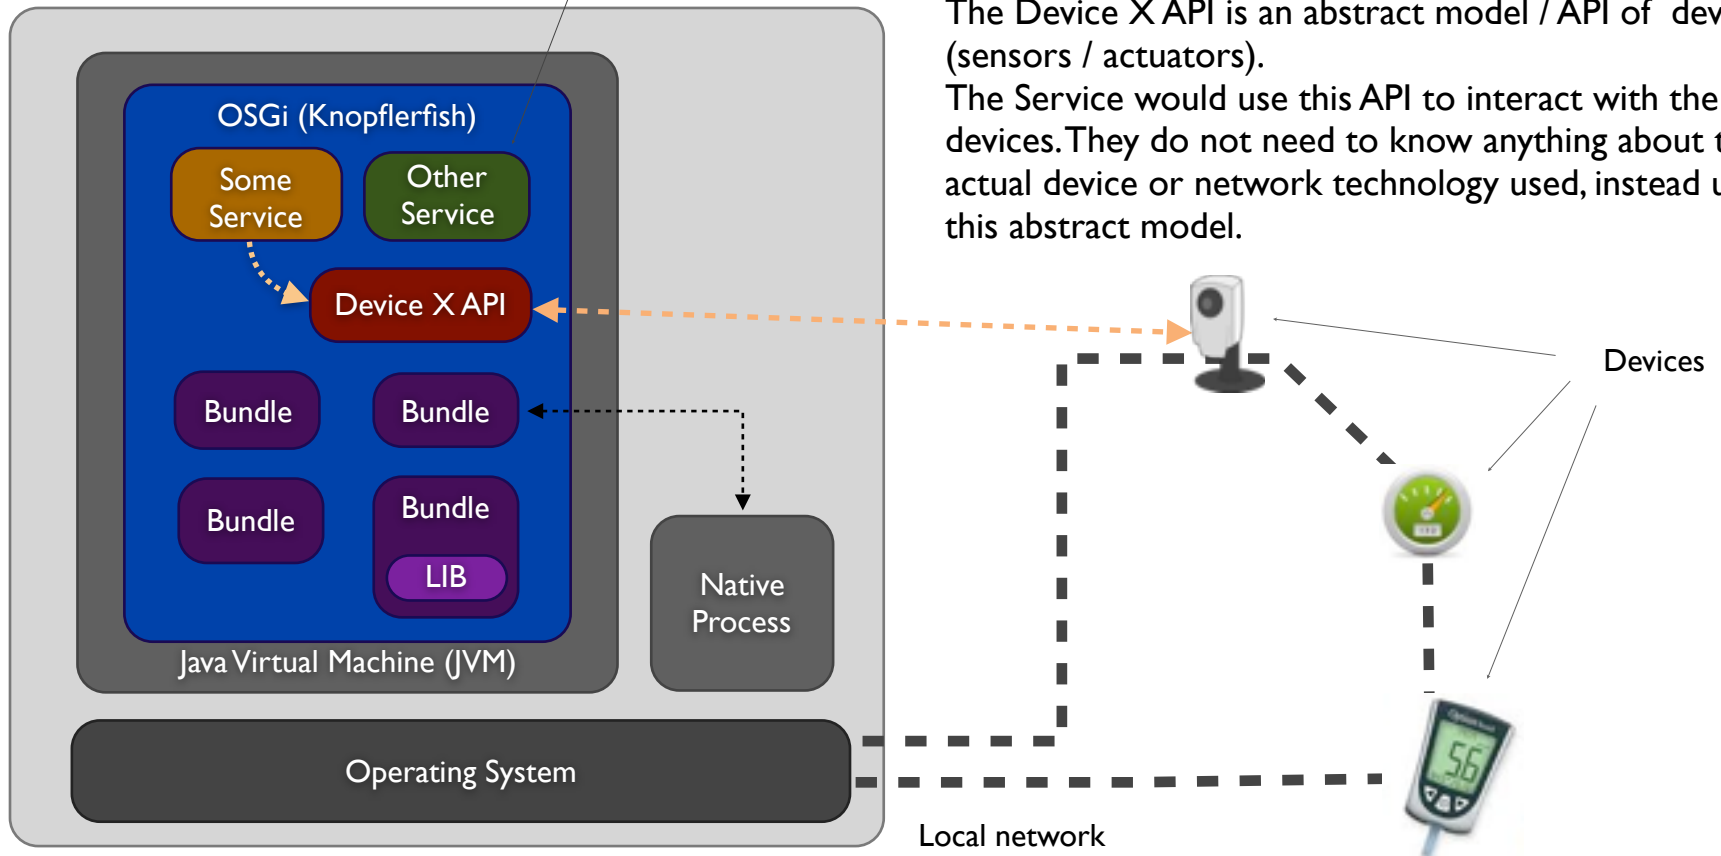 The Device X API is an abstract model / API of
(sensors / actuators).
The Service would use this API to interact with the
devices. They do not need to know anything about
actual device or network technology used, instead
this abstract model.
OSGi (Knopflerfish)
Some
Service
Other
Service
Device X API
Bundle
Bundle
Bundle
Bundle
LIB
Java Virtual Machine (JVM)
Native
Process
Operating System
Devices
5.6
Local network